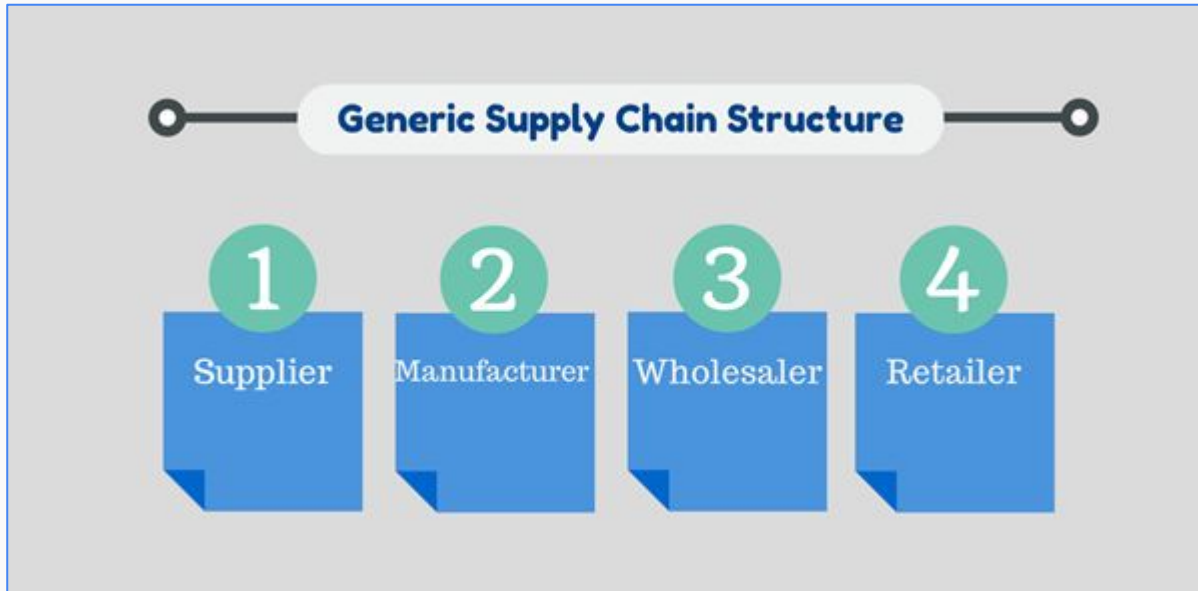 Generic Supply Chain Structure
1
2
3
4
Supplier
Manufacturer
Wholesaler
Retailer